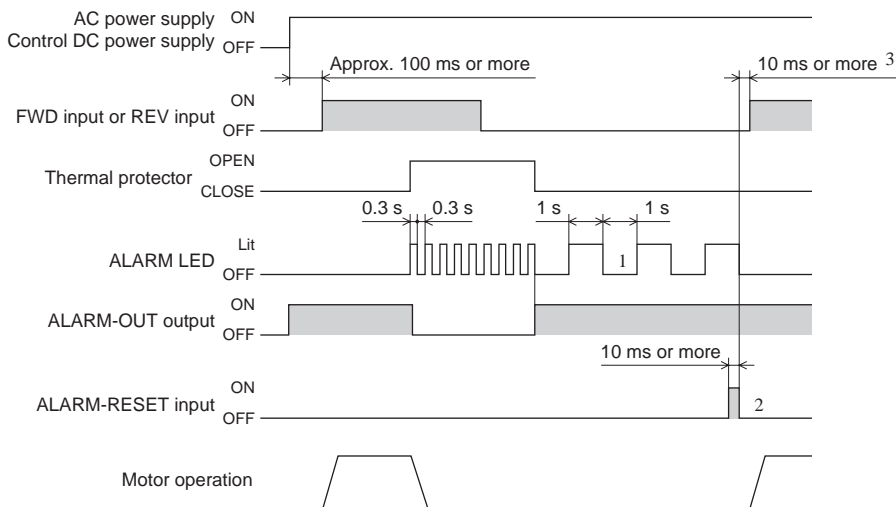 AC power supply ON
Control DC power supply OFF
Approx. 100 ms or more 10 ms or more 3
FWD input or REV input ON
OFF
Thermal protector OPEN
CLOSE
0.3 s 0.3 s 1 s 1 s
ALARM LED Lit
OFF 1
ALARM-OUT output ON
OFF
10 ms or more
ALARM-RESET input ON
OFF 2
Motor operation